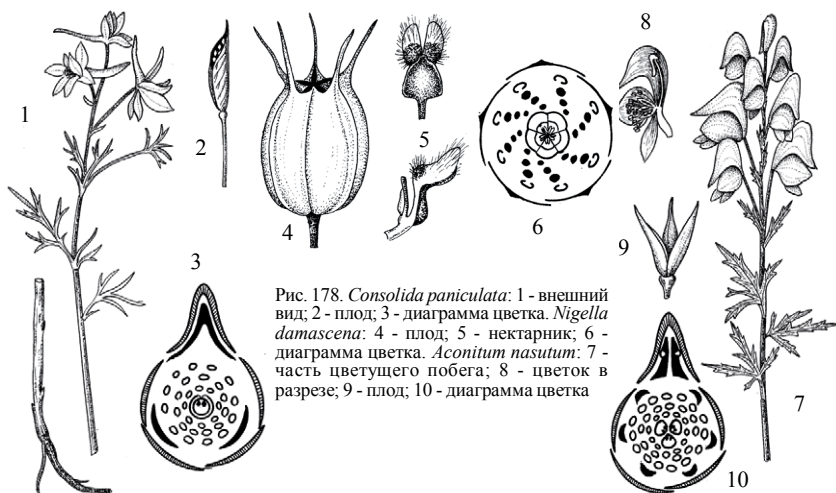 1
2
3
4
5
6
7
8
9
10
Рис. 178. Consolida paniculata: 1 - внешний
вид; 2 - плод; 3 - диаграмма цветка. Nigella
damascena: 4 - плод; 5 - нектарник; 6 -
диаграмма цветка. Aconitum nasutum: 7 -
часть цветущего побега; 8 - цветок в
разрезе; 9 - плод; 10 - диаграмма цветка